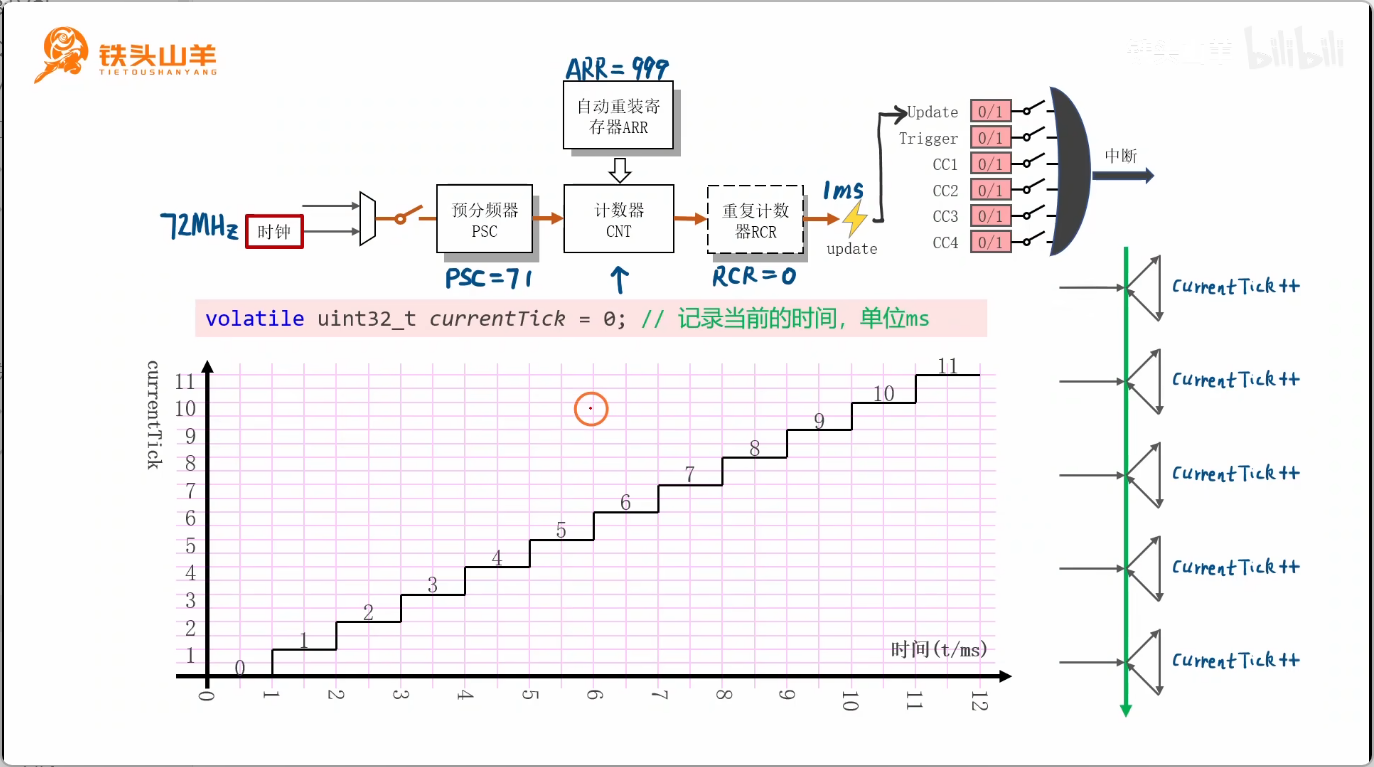 铁头山羊
TIETOUSHANYANG
bilibili
ARR=999
自动重装寄
存器ARR
72MHz
时钟
预分频器
PSC
PSC=71
计数器
CNT
重复计数
器RCR
RCR=0
1ms
update
Update 0/1
Trigger 0/1
CC1 0/1
CC2 0/1
CC3 0/1
CC4 0/1
中断
volatile uint32_t currentTick = 0; // 记录当前的时间，单位ms
currentTick
11
10
9
8
7
6
5
4
3
2
1
0
1
2
3
4
5
6
7
8
9
10
11
时间(t/ms)
0 1 2 3 4 5 6 7 8 9 10 11 12
CurrentTick++
CurrentTick++
CurrentTick++
CurrentTick++
CurrentTick++